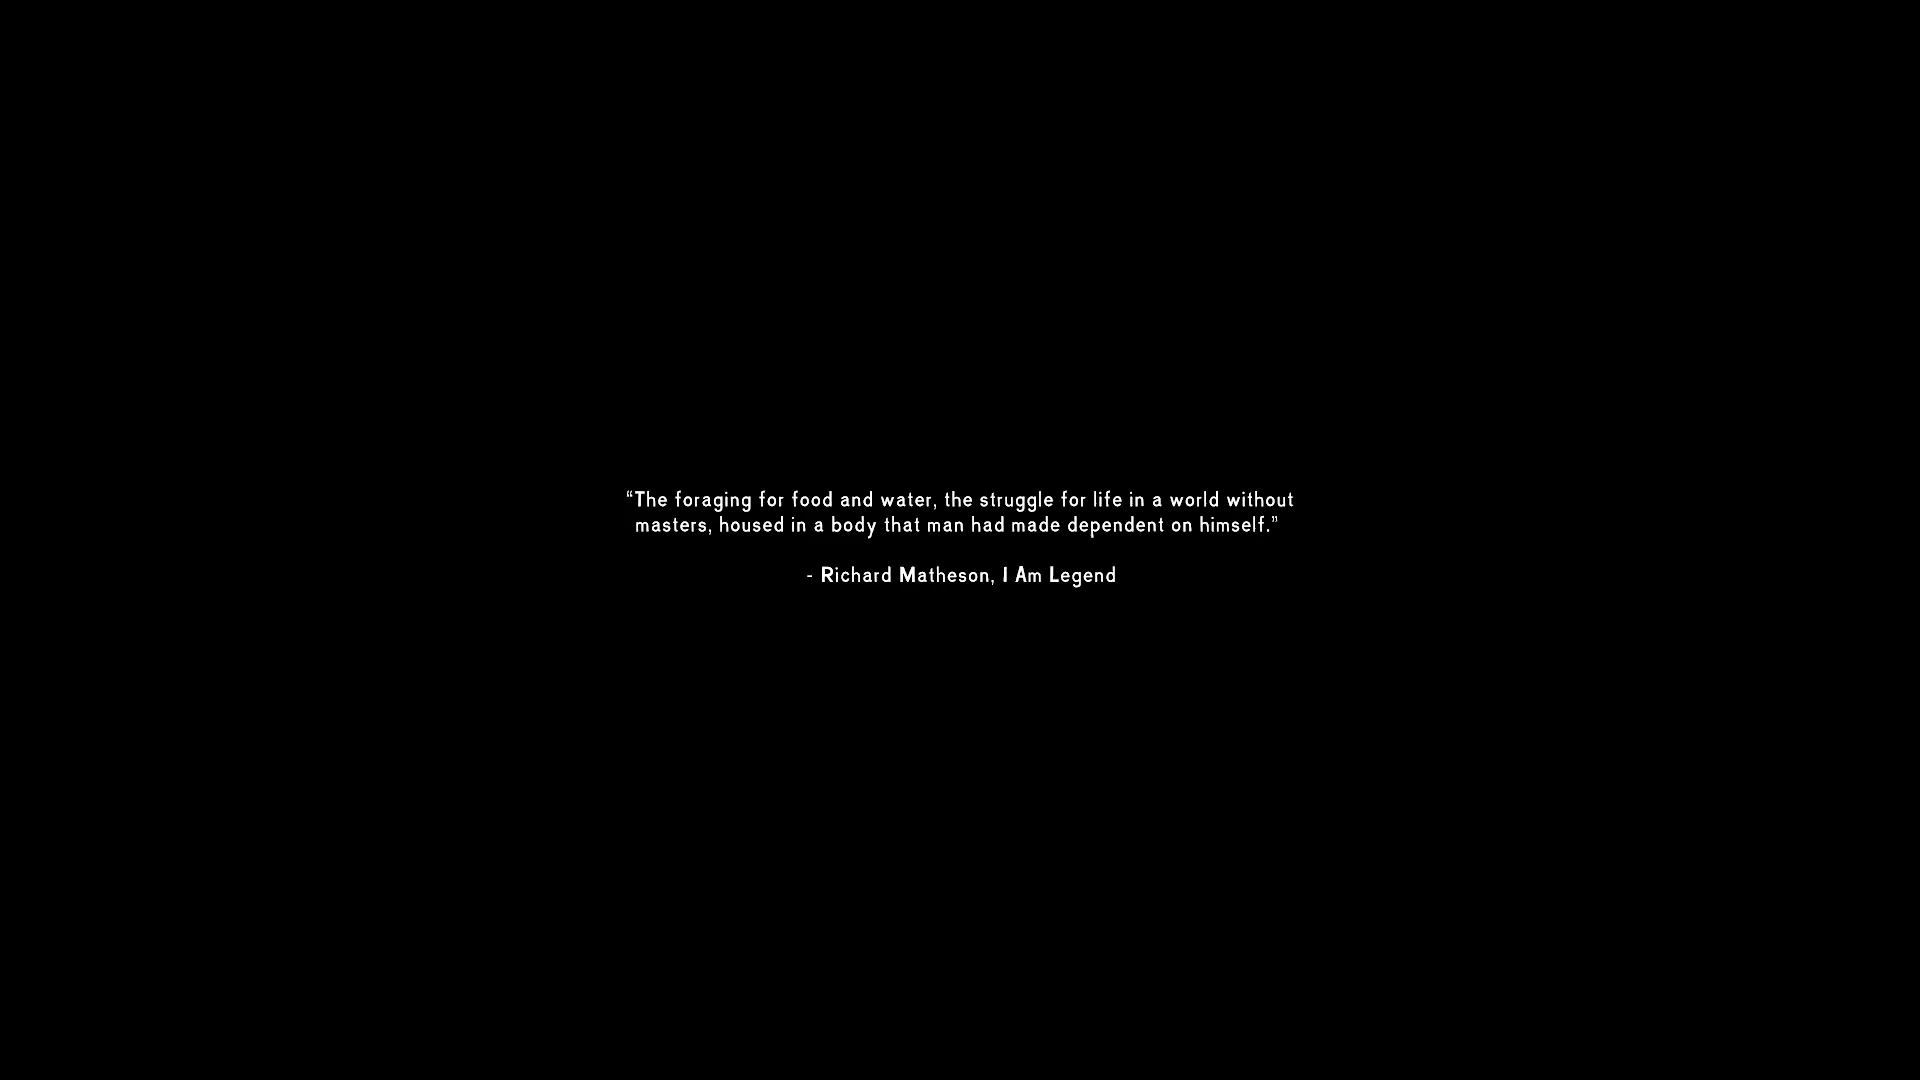 “The foraging for food and water, the struggle for life in a world without
masters, housed in a body that man had made dependent on himself.”
- Richard Matheson, I Am Legend